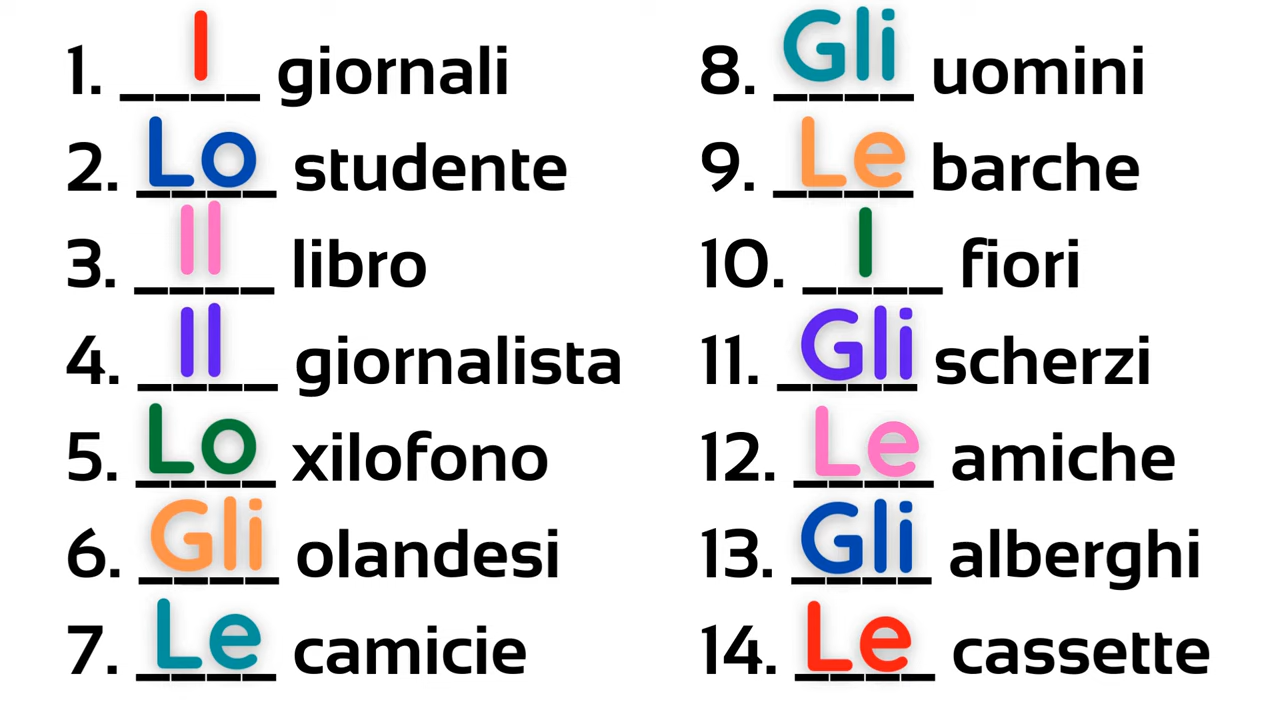 1. I giornali
2. Lo studente
3. Il libro
4. Il giornalista
5. Lo xilofono
6. Gli olandesi
7. Le camicie
8. Gli uomini
9. Le barche
10. I fiori
11. Gli scherzi
12. Le amiche
13. Gli alberghi
14. Le cassette